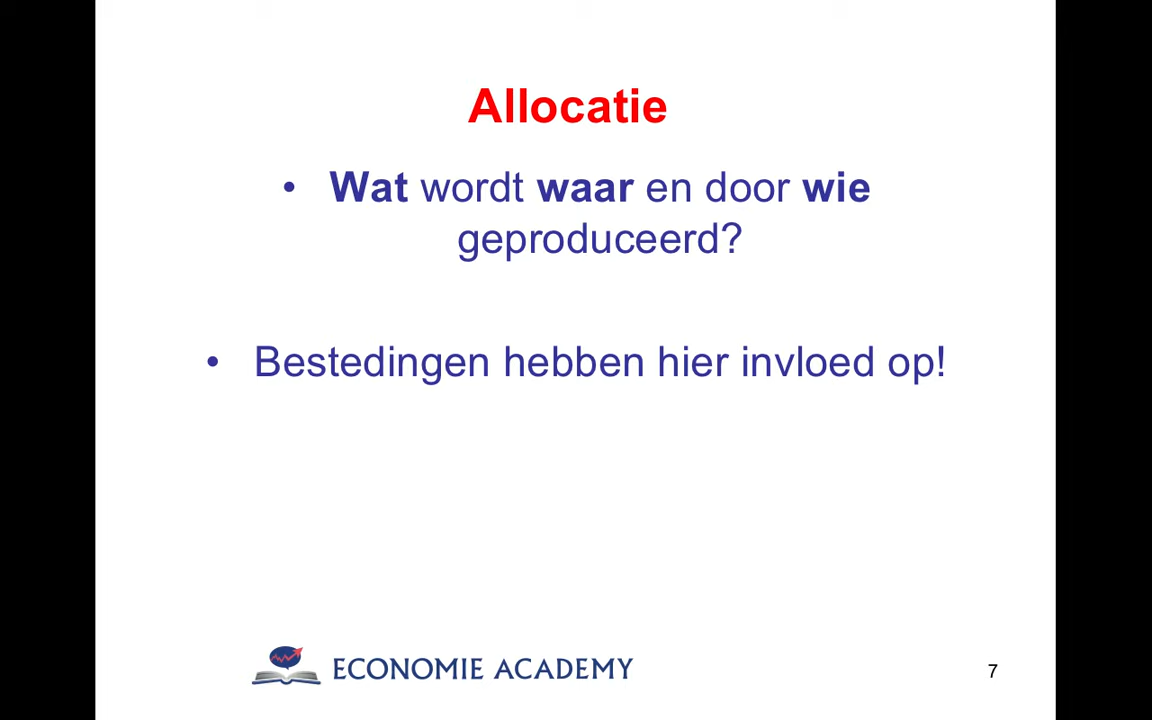 Allocatie
• Wat wordt waar en door wie
geproduceerd?
• Bestedingen hebben hier invloed op!
ECONOMIE ACADEMY
7